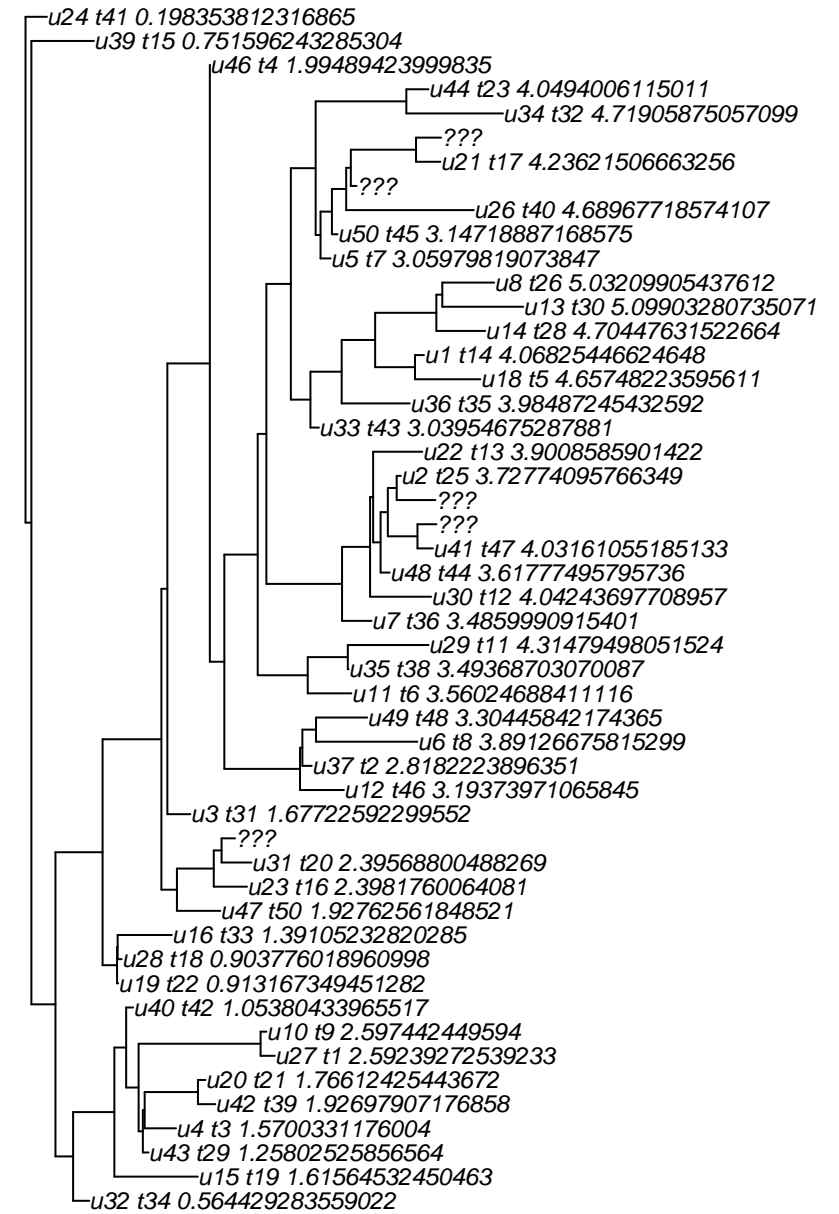 u24 t41 0.198353812316865
u39 t15 0.751596243285304
u46 t4 1.99489423999835
u44 t23 4.0494006115011
u34 t32 4.71905875057099
???
u21 t17 4.23621506663256
???
u26 t40 4.68967718574107
u50 t45 3.14718887168575
u5 t7 3.05979819073847
u8 t26 5.03209905437612
u13 t30 5.09903280735071
u14 t28 4.70447631522664
u1 t14 4.06825446624648
u18 t5 4.65748223595611
u36 t35 3.98487245432592
u33 t43 3.03954675287881
u22 t13 3.9008585901422
u2 t25 3.72774095766349
???
???
u41 t47 4.03161055185133
u48 t44 3.61777495795736
u30 t12 4.04243697708957
u7 t36 3.4859990915401
u29 t11 4.31479498051524
u35 t38 3.49368703070087
u11 t6 3.56024688411116
u49 t48 3.30445842174365
u6 t8 3.89126675815299
u37 t2 2.8182223896351
u12 t46 3.19373971065845
u3 t31 1.67722592299552
???
u31 t20 2.39568800488269
u23 t16 2.3981760064081
u47 t50 1.92762561848521
u16 t33 1.39105232820285
u28 t18 0.903776018960998
u19 t22 0.913167349451282
u40 t42 1.05380433965517
u10 t9 2.597442449594
u27 t1 2.59239272539233
u20 t21 1.76612425443672
u42 t39 1.92697907176858
u4 t3 1.5700331176004
u43 t29 1.25802525856564
u15 t19 1.61564532450463
u32 t34 0.564429283559022